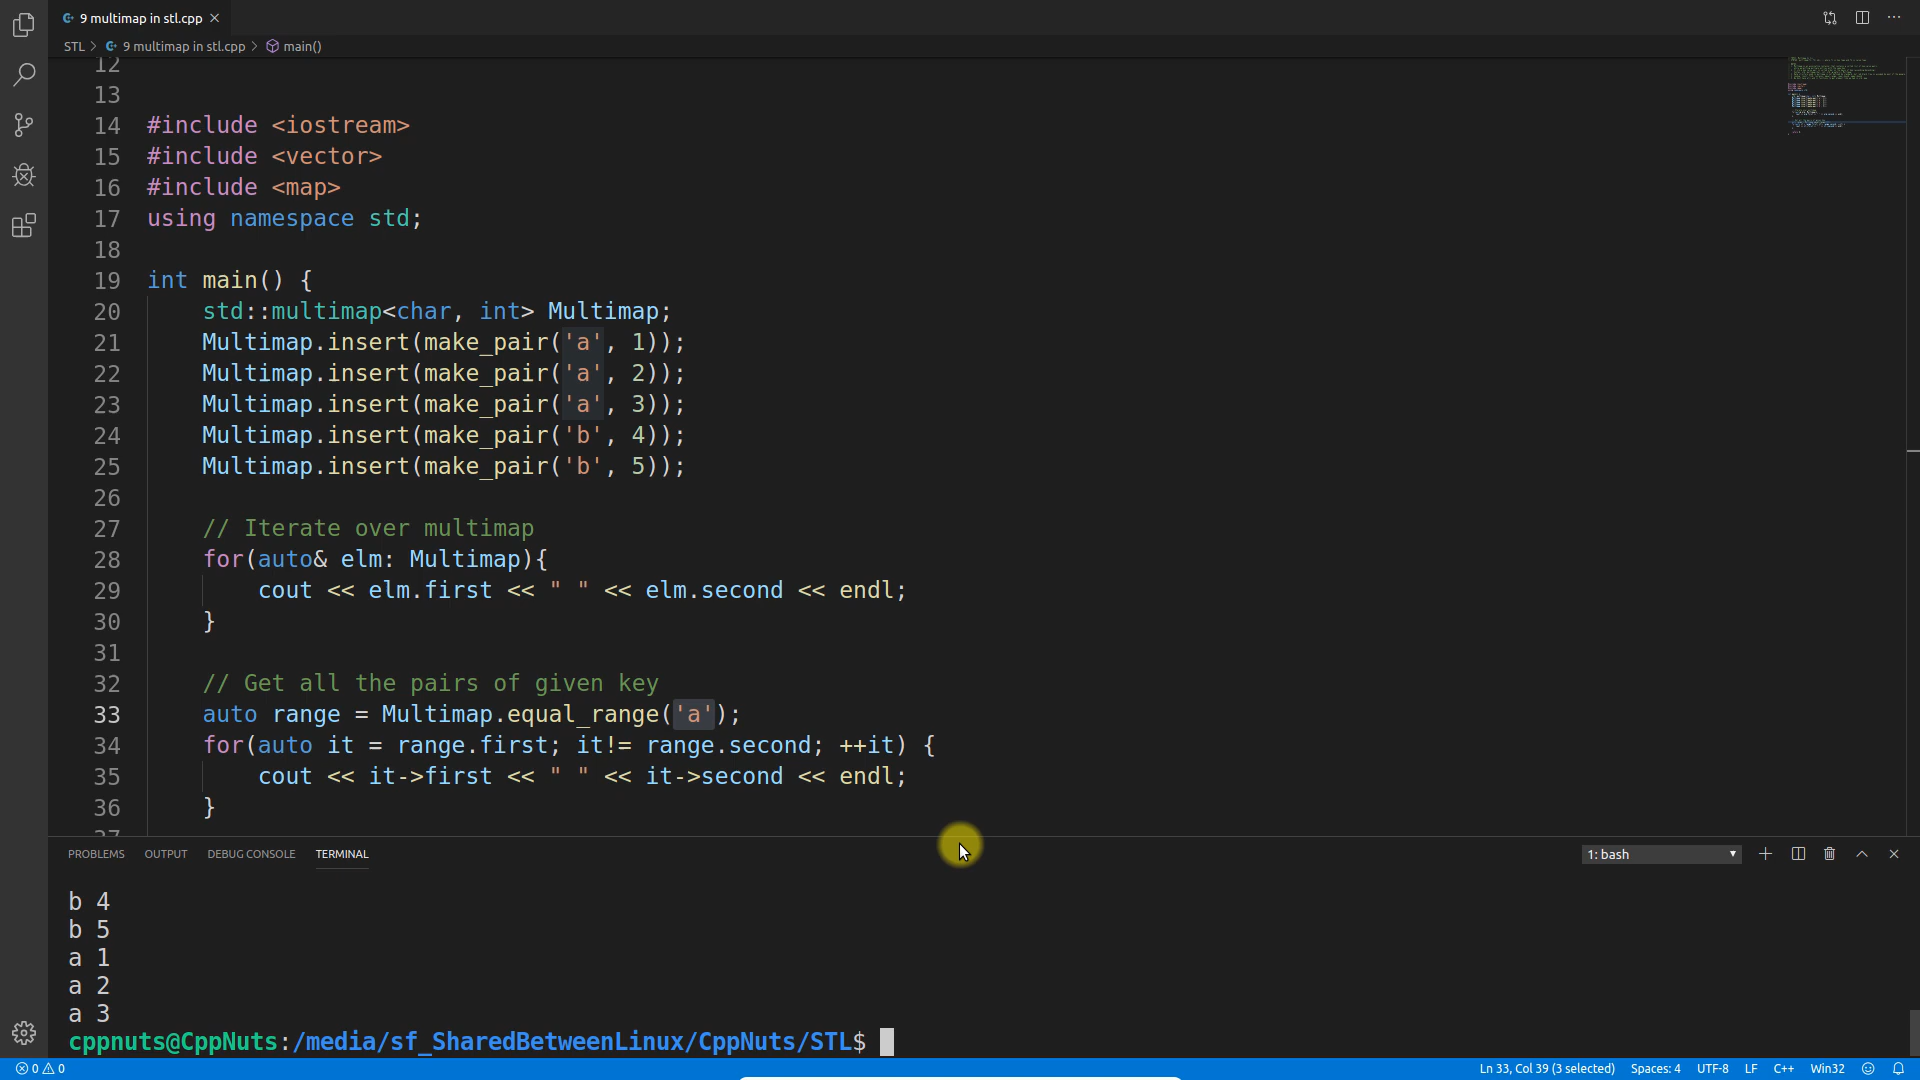 9 multimap in stl.cpp
STL > 9 multimap in stl.cpp > main()
12
13
14 #include <iostream>
15 #include <vector>
16 #include <map>
17 using namespace std;
18
19 int main() {
20 std::multimap<char, int> Multimap;
21 Multimap.insert(make_pair('a', 1));
22 Multimap.insert(make_pair('a', 2));
23 Multimap.insert(make_pair('a', 3));
24 Multimap.insert(make_pair('b', 4));
25 Multimap.insert(make_pair('b', 5));
26
27 // Iterate over multimap
28 for(auto& elm: Multimap){
29 cout << elm.first << " " << elm.second << endl;
30 }
31
32 // Get all the pairs of given key
33 auto range = Multimap.equal_range('a');
34 for(auto it = range.first; it!= range.second; ++it) {
35 cout << it->first << " " << it->second << endl;
36 }
37
PROBLEMS OUTPUT DEBUG CONSOLE TERMINAL 1: bash
b 4
b 5
a 1
a 2
a 3
cppnuts@CppNuts:/media/sf_SharedBetweenLinux/CppNuts/STL$
0 0 Ln 33, Col 39 (3 selected) Spaces: 4 UTF-8 LF C++ Win32